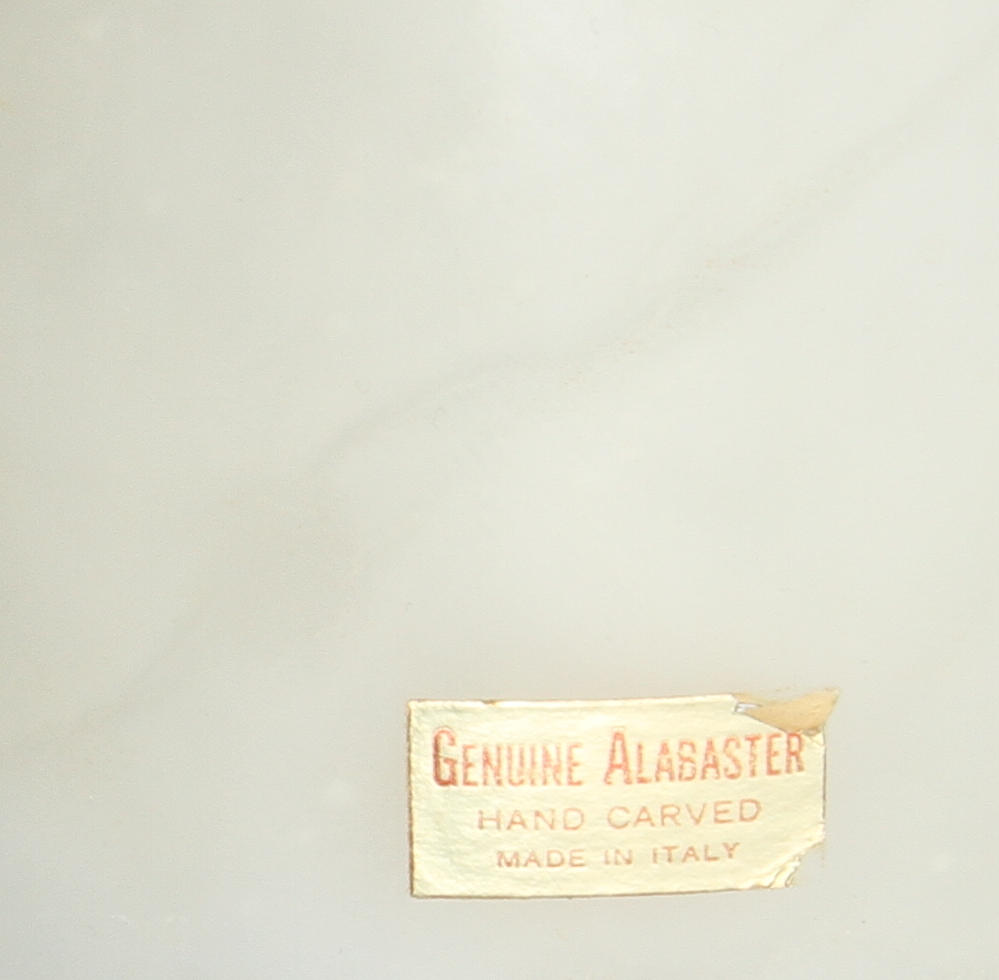 GENUINE ALABASTER
HAND CARVED
MADE IN ITALY